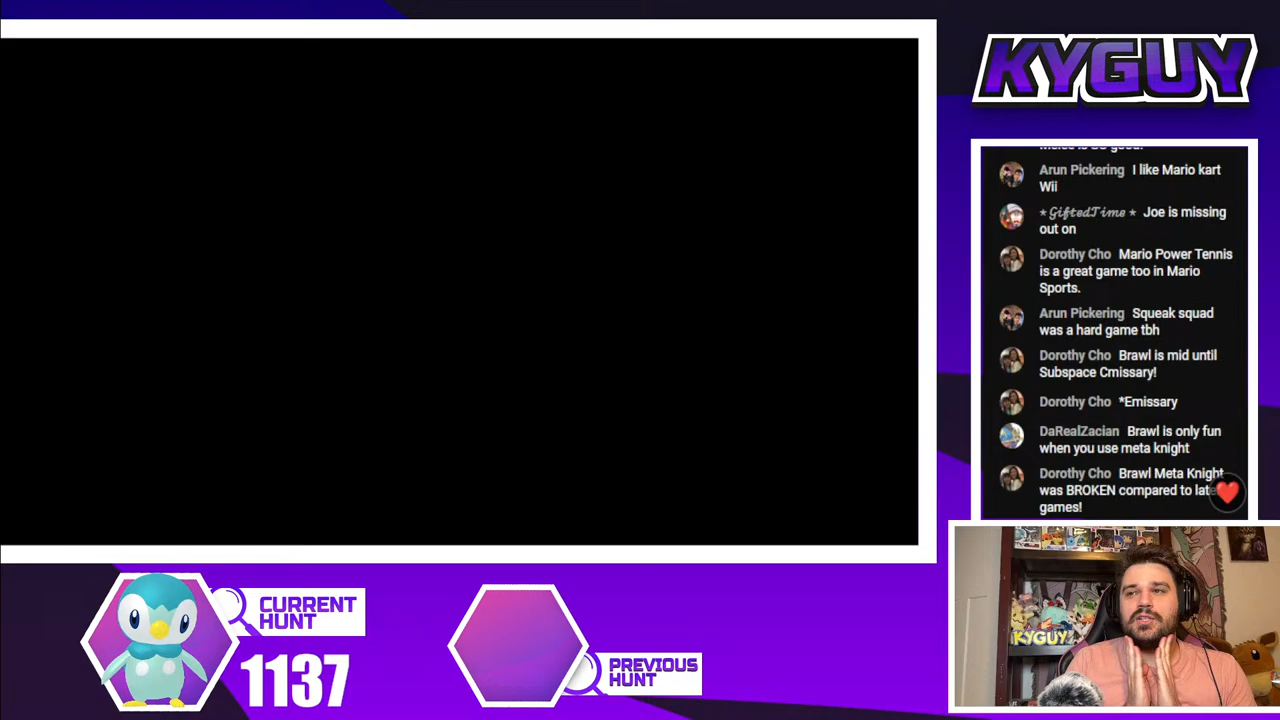 KYGUY
Arun Pickering I like Mario kart
Wii
⋆ 𝓖𝓲𝓯𝓽𝓮𝓭𝓣𝓲𝓶𝓮 ⋆ Joe is missing
out on
Dorothy Cho Mario Power Tennis
is a great game too in Mario
Sports.
Arun Pickering Squeak squad
was a hard game tbh
Dorothy Cho Brawl is mid until
Subspace Cmissary!
Dorothy Cho *Emissary
DaRealZacian Brawl is only fun
when you use meta knight
Dorothy Cho Brawl Meta Knight
was BROKEN compared to
games!
CURRENT
HUNT
1137
PREVIOUS
HUNT
KYGUY